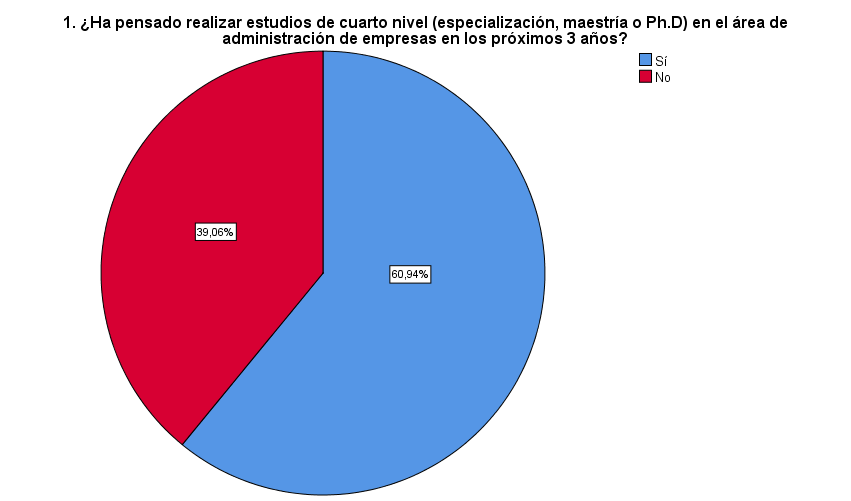 1. ¿Ha pensado realizar estudios de cuarto nivel (especialización, maestría o Ph.D) en el área de
administración de empresas en los próximos 3 años?
Sí
No
39,06%
60,94%